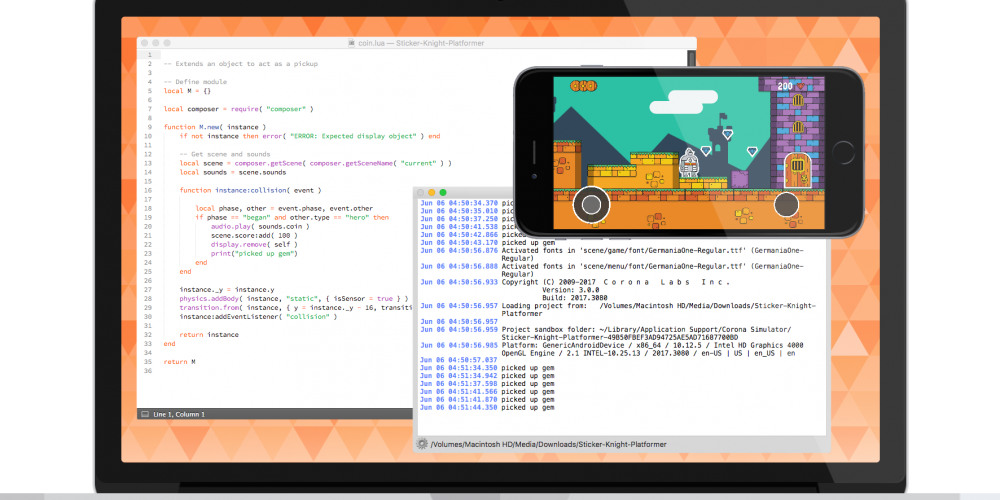 coin.lua — Sticker-Knight-Platformer
1
2 -- Extends an object to act as a pickup
3
4 -- Define module
5 local M = {}
6
7 local composer = require( "composer" )
8
9 function M.new( instance )
10 if not instance then error( "ERROR: Expected display object" ) end
11
12 -- Get scene and sounds
13 local scene = composer.getScene( composer.getSceneName( "current" ) )
14 local sounds = scene.sounds
15
16 function instance:collision( event )
17
18 local phase, other = event.phase, event.other
19 if phase == "began" and other.type == "hero" then
20 audio.play( sounds.coin )
21 scene.score:add( 100 )
22 display.remove( self )
23 print("picked up gem")
24 end
25 end
26
27 instance._y = instance.y
28 physics.addBody( instance, "static", { isSensor = true } )
29 transition.from( instance, { y = instance._y - 16, transiti
30 instance:addEventListener( "collision" )
31
32 return instance
33 end
34
35 return M
36
Line 1, Column 1
200
Jun 06 04:50:34.370 pick
Jun 06 04:50:35.010 pick
Jun 06 04:50:37.250 pick
Jun 06 04:50:41.538 pick
Jun 06 04:50:42.066 pick
Jun 06 04:50:43.170 picked up gem
Jun 06 04:50:56.876 Activated fonts in 'scene/game/font/GermaniaOne-Regular.ttf' (GermaniaOne-
Regular)
Jun 06 04:50:56.888 Activated fonts in 'scene/menu/font/GermaniaOne-Regular.ttf' (GermaniaOne-
Regular)
Jun 06 04:50:56.933 Copyright (C) 2009-2017 C o r o n a L a b s I n c .
Version: 3.0.0
Build: 2017.3080
Jun 06 04:50:56.957 Loading project from: /Volumes/Macintosh HD/Media/Downloads/Sticker-Knight-
Platformer
Jun 06 04:50:56.957
Jun 06 04:50:56.959 Project sandbox folder: ~/Library/Application Support/Corona Simulator/
Sticker-Knight-Platformer-49B50FBEF3AD94725AE5AD71687700BD
Jun 06 04:50:56.985 Platform: GenericAndroidDevice / x86_64 / 10.12.5 / Intel HD Graphics 4000
OpenGL Engine / 2.1 INTEL-10.25.13 / 2017.3080 / en-US | US | en_US | en
Jun 06 04:50:57.037
Jun 06 04:51:34.350 picked up gem
Jun 06 04:51:34.942 picked up gem
Jun 06 04:51:37.598 picked up gem
Jun 06 04:51:41.566 picked up gem
Jun 06 04:51:41.870 picked up gem
Jun 06 04:51:44.350 picked up gem
/Volumes/Macintosh HD/Media/Downloads/Sticker-Knight-Platformer